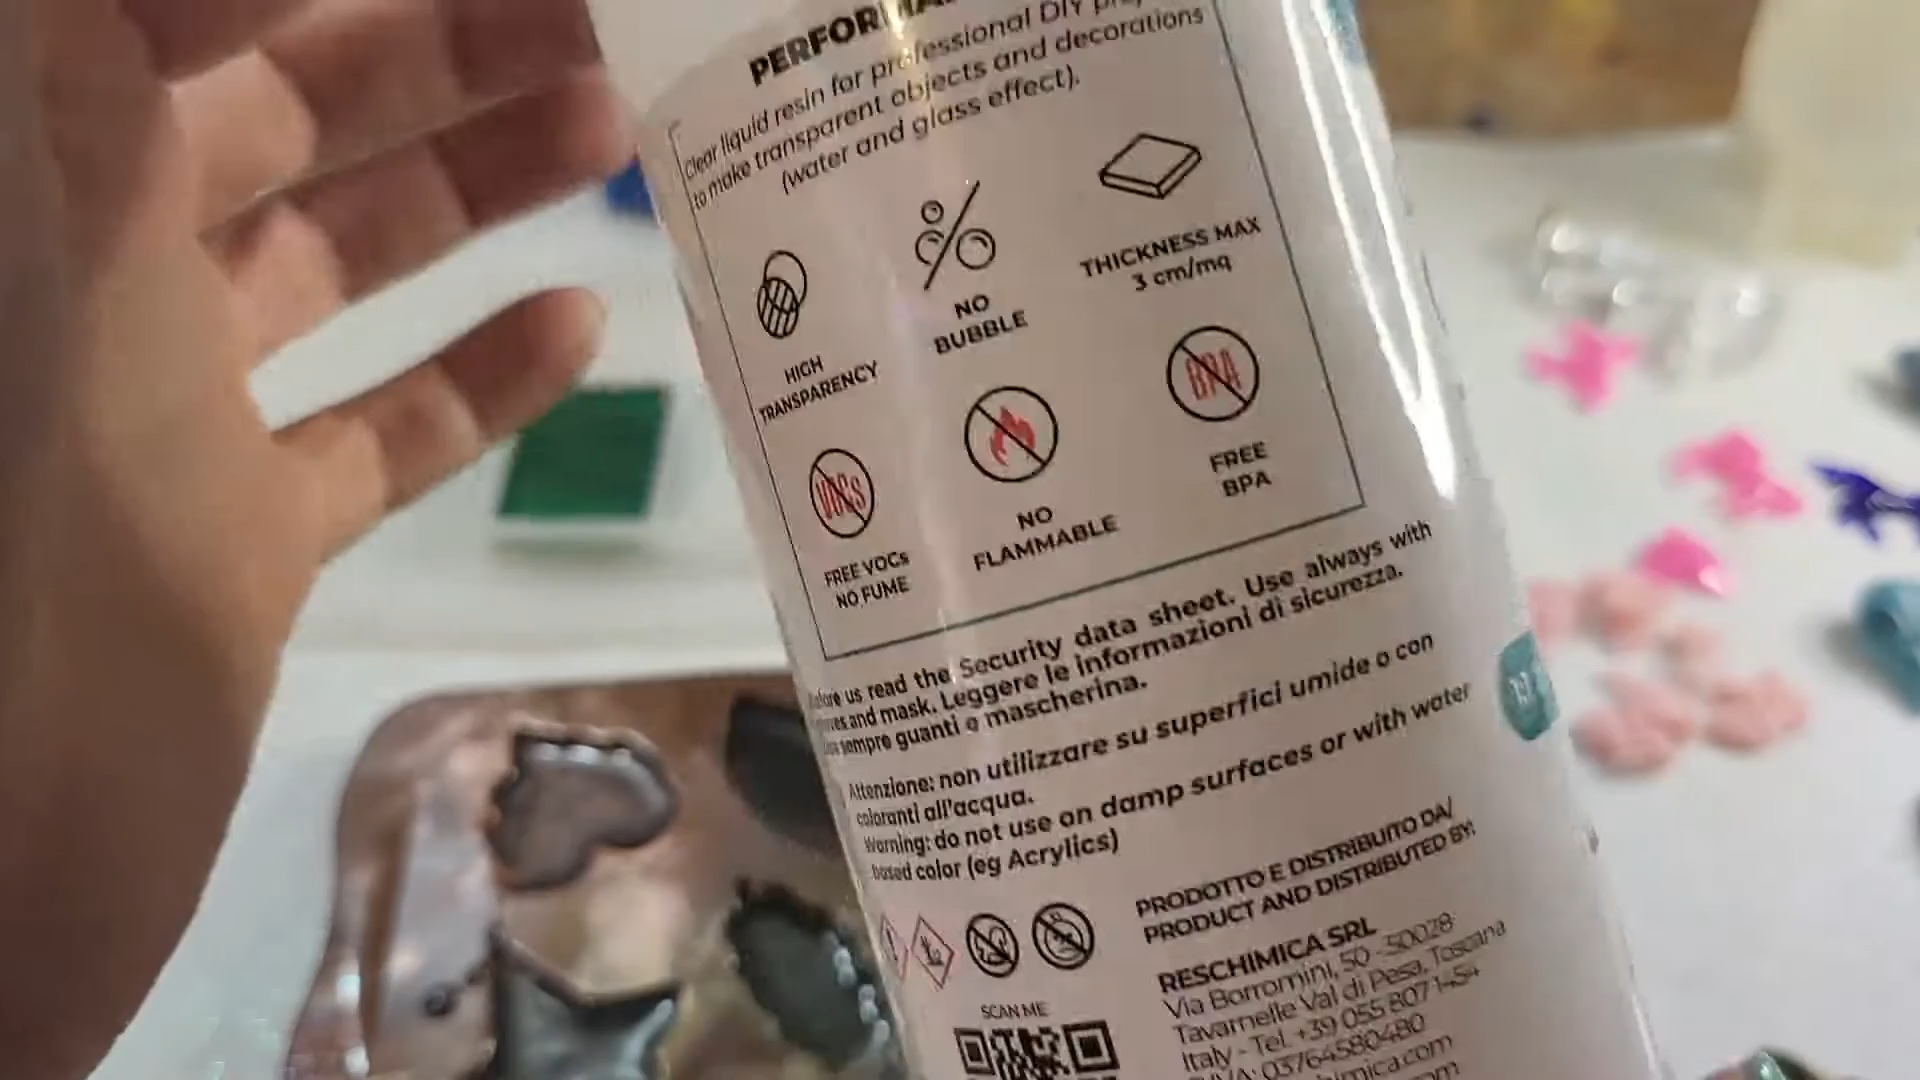 Clear liquid resin for professional DIY
to make transparent objects and decorations
(water and glass effect).
HIGH
TRANSPARENCY
NO
BUBBLE
THICKNESS MAX
3 cm/mq
VOCs
FREE VOCs
NO FUME
NO
FLAMMABLE
BPA
FREE
BPA
us read the Security data sheet. Use always with
and mask. Leggere le informazioni di sicurezza.
sempre guanti e mascherina.
Attenzione: non utilizzare su superfici umide o con
coloranti all'acqua.
Warning: do not use on damp surfaces or with water
based color (eg Acrylics)
SCAN ME
PRODOTTO E DISTRIBUITO DA/
PRODUCT AND DISTRIBUTED BY:
RESCHIMICA SRL
Via Borromini, 50 - 50028
Tavarnelle Val di Pesa, Toscana
Italy - Tel. +39 055 807
03764580480